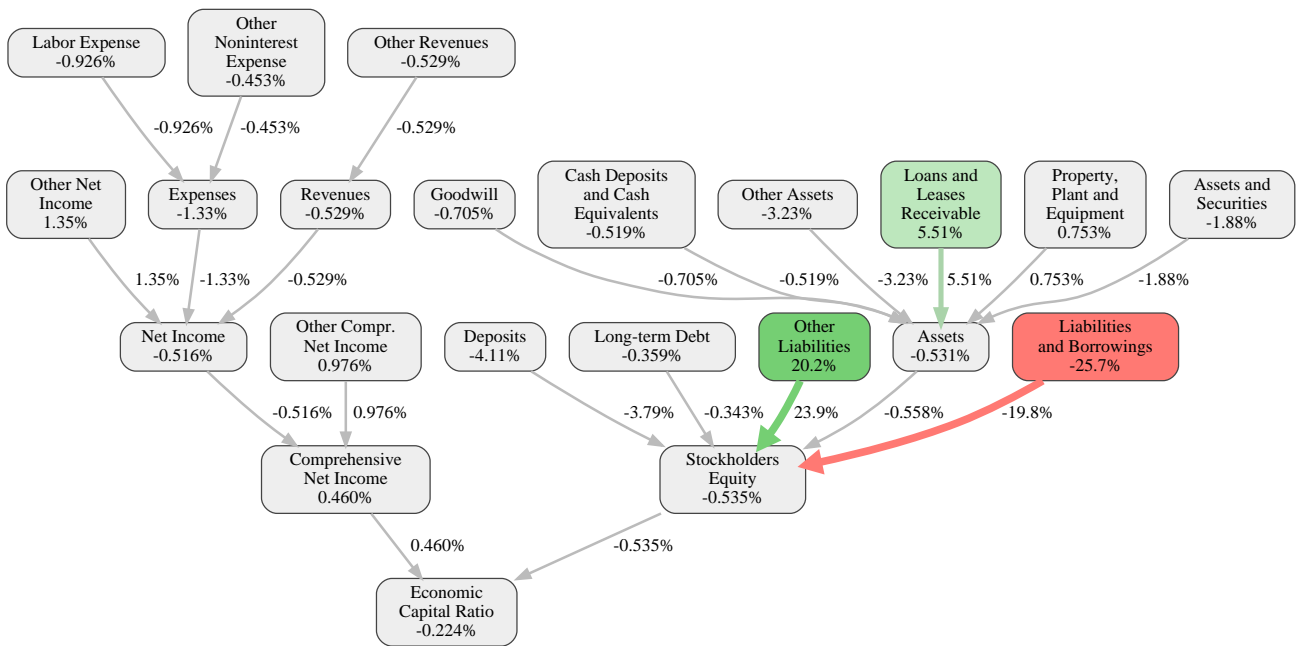 Labor Expense
-0.926%
Other
Noninterest
Expense
-0.453%
Other Revenues
-0.529%
-0.926%
-0.453%
-0.529%
Other Net
Income
1.35%
Expenses
-1.33%
Revenues
-0.529%
Goodwill
-0.705%
Cash Deposits
and Cash
Equivalents
-0.519%
Other Assets
-3.23%
Loans and
Leases
Receivable
5.51%
Property,
Plant and
Equipment
0.753%
Assets and
Securities
-1.88%
1.35%
-1.33%
-0.529%
-0.705%
-0.519%
-3.23%
5.51%
0.753%
-1.88%
Net Income
-0.516%
Other Compr.
Net Income
0.976%
Deposits
-4.11%
Long-term Debt
-0.359%
Other
Liabilities
20.2%
Assets
-0.531%
Liabilities
and Borrowings
-25.7%
-0.516%
0.976%
-3.79%
-0.343%
23.9%
-0.558%
-19.8%
Comprehensive
Net Income
0.460%
Stockholders
Equity
-0.535%
0.460%
-0.535%
Economic
Capital Ratio
-0.224%